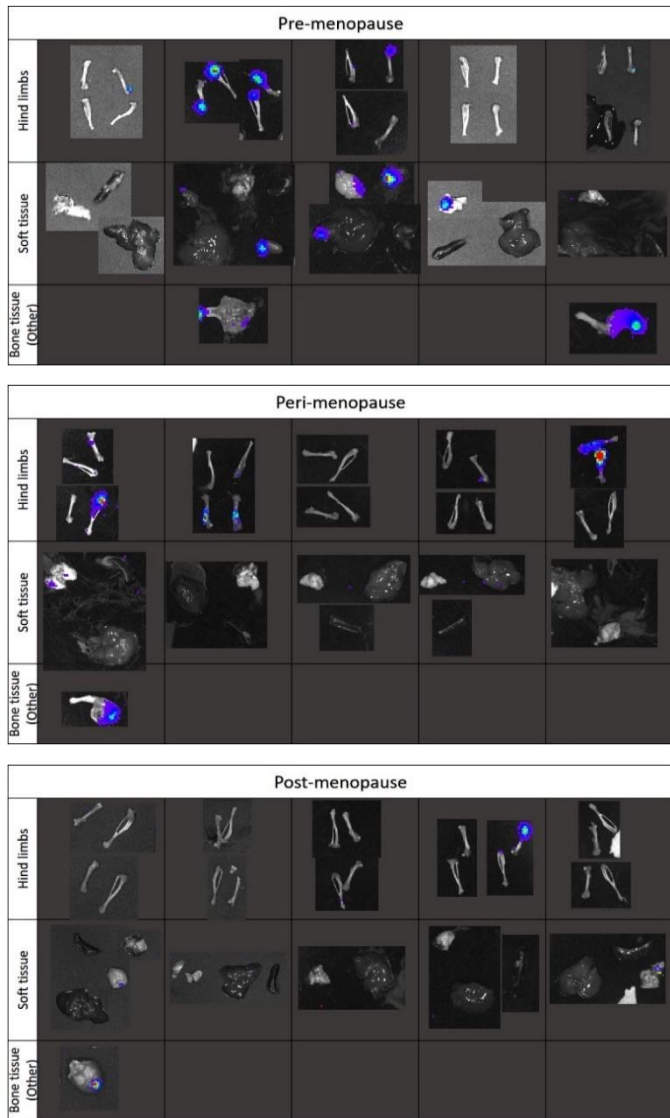 Pre-menopause
Hind limbs
Soft tissue
Bone tissue
(Other)
Peri-menopause
Hind limbs
Soft tissue
Bone tissue
(Other)
Post-menopause
Hind limbs
Soft tissue
Bone tissue
(Other)